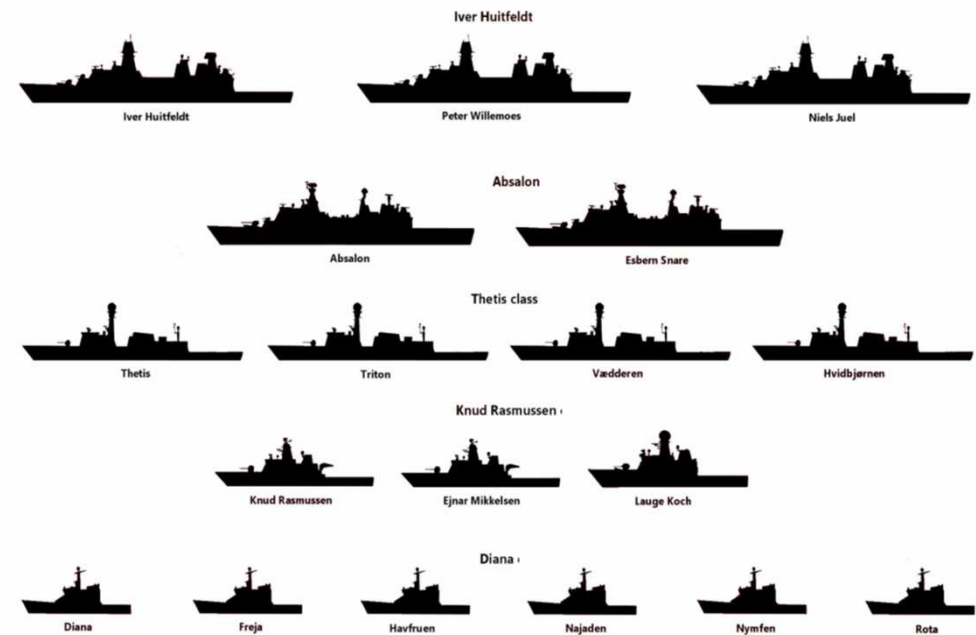 Iver Huitfeldt
Iver Huitfeldt Peter Willemoes Niels Juel
Absalon
Absalon Esbern Snare
Thetis class
Thetis Triton Vædderen Hvidbjørnen
Knud Rasmussen
Knud Rasmussen Ejnar Mikkelsen Lauge Koch
Diana
Diana Freja Havfruen Najaden Nymfen Rota